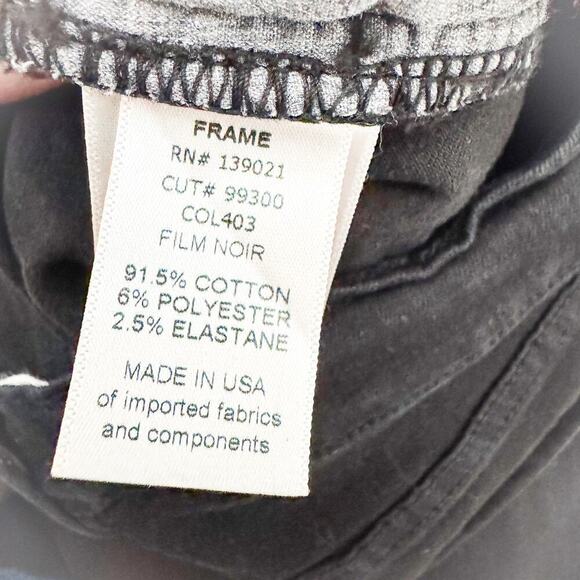 FRAME
RN# 139021
CUT# 99300
COL403
FILM NOIR
91.5% COTTON
6% POLYESTER
2.5% ELASTANE
MADE IN USA
of imported fabrics
and components